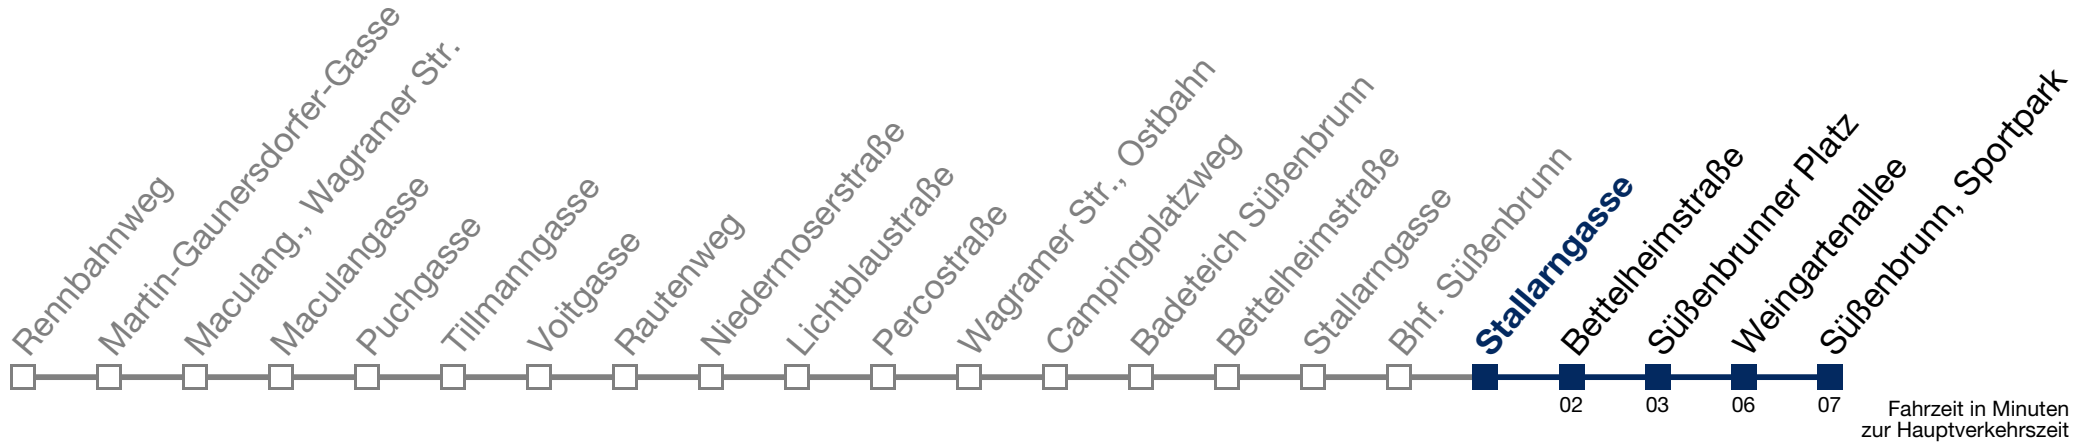 Rennbahnweg
Martin-Gaunersdorfer-Gasse
Maculang., Wagramer Str.
Maculangasse
Puchgasse
Tillmanngasse
Voitgasse
Rautenweg
Niedermoserstraße
Lichtblaustraße
Percostraße
Wagramer Str., Ostbahn
Campingplatzweg
Badeteich Süßenbrunn
Bettelheimstraße
Stallarngasse
Bhf. Süßenbrunn
Stallarngasse
Bettelheimstraße
Süßenbrunner Platz
Weingartenallee
Süßenbrunn, Sportpark
02 03 06 07
Fahrzeit in Minuten
zur Hauptverkehrszeit